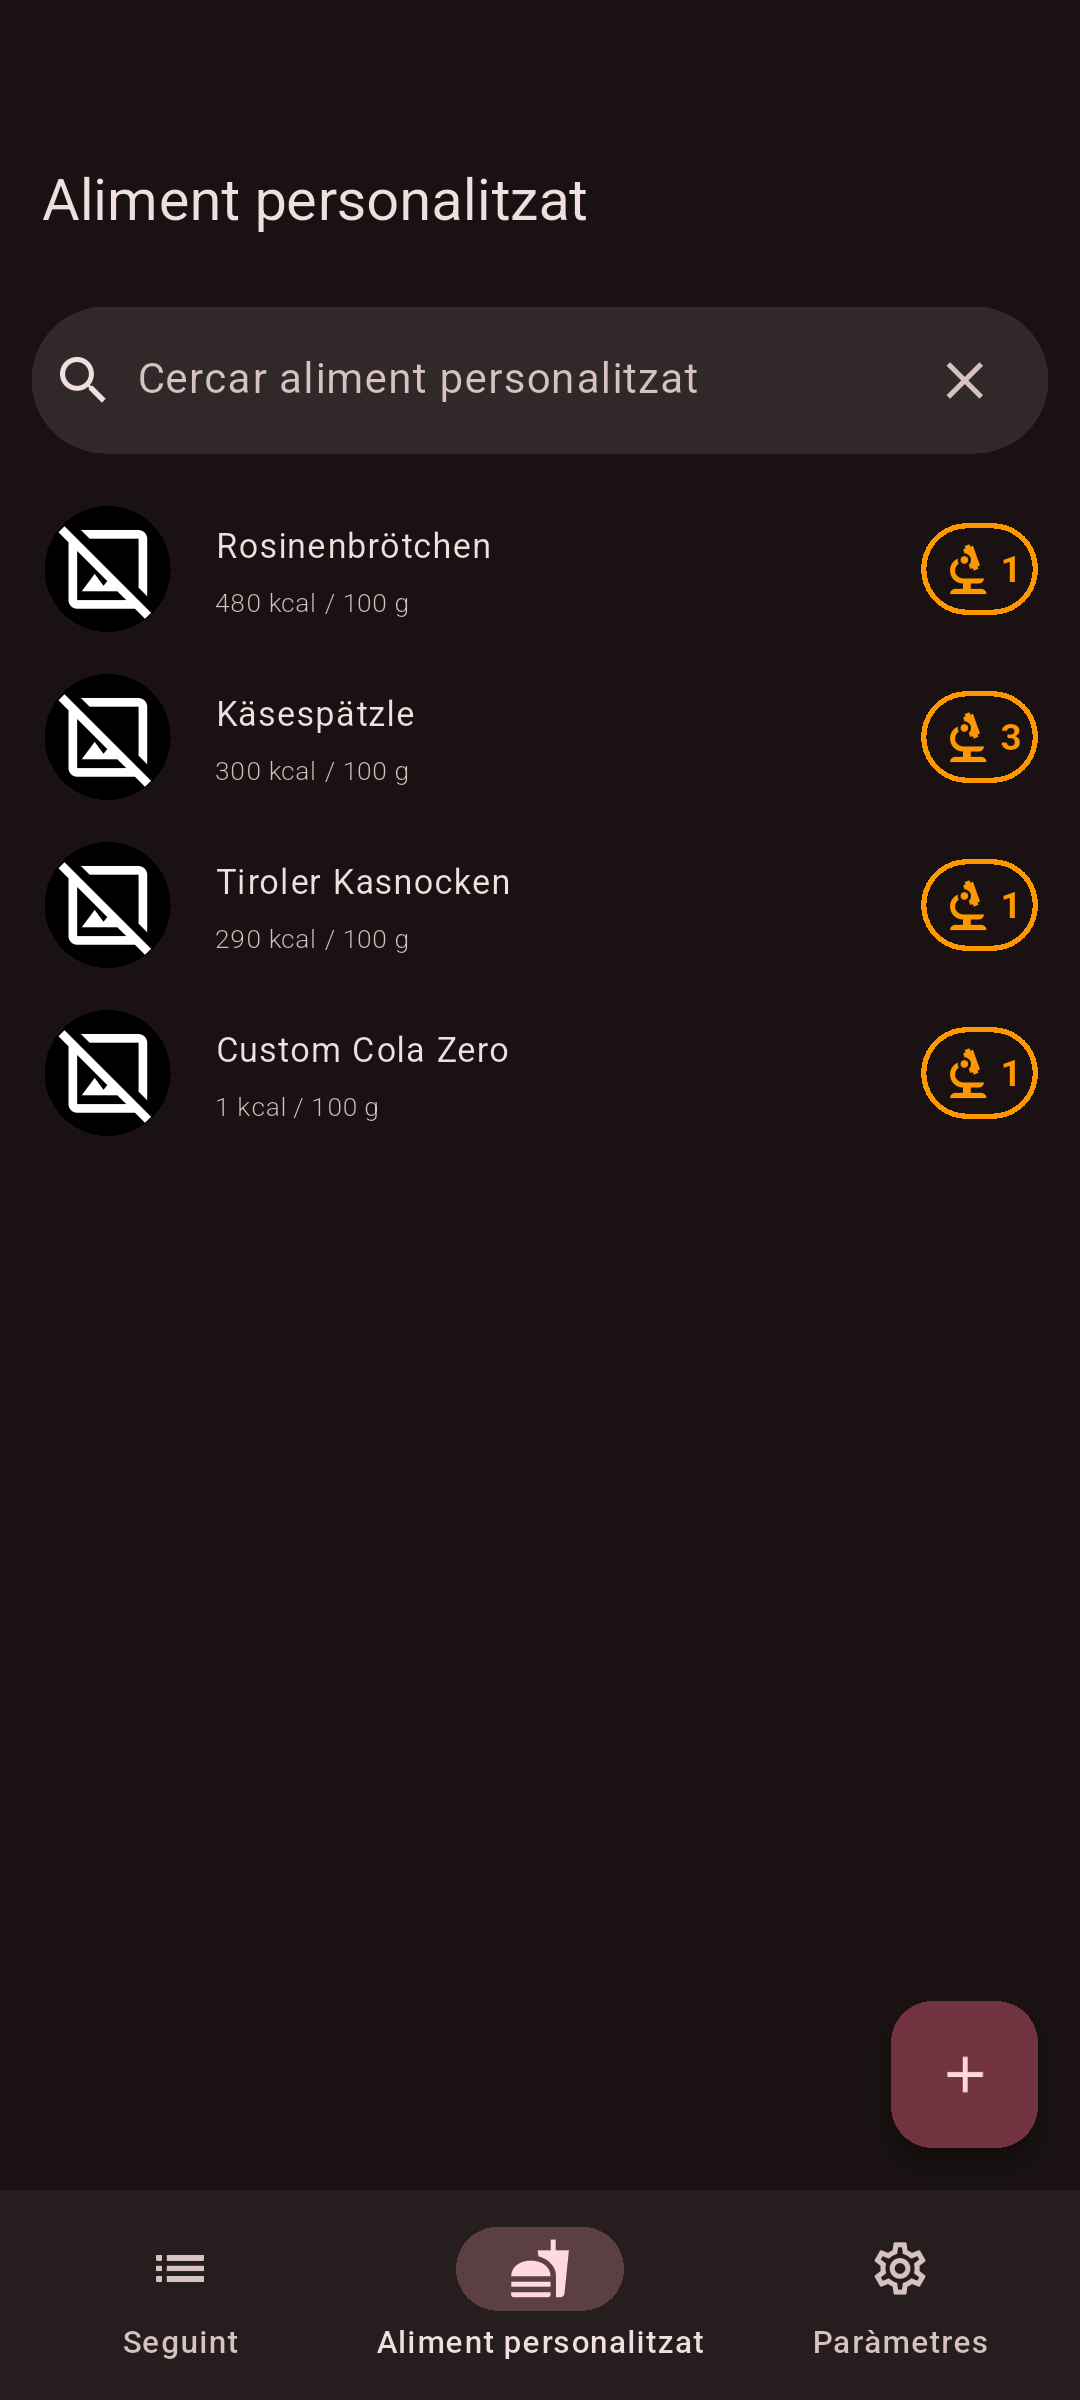 Aliment personalitzat
Cercar aliment personalitzat
Rosinenbrötchen
480 kcal / 100 g
1
Käsespätzle
300 kcal / 100 g
3
Tiroler Kasnocken
290 kcal / 100 g
1
Custom Cola Zero
1 kcal / 100 g
1
Seguint
Aliment personalitzat
Paràmetres